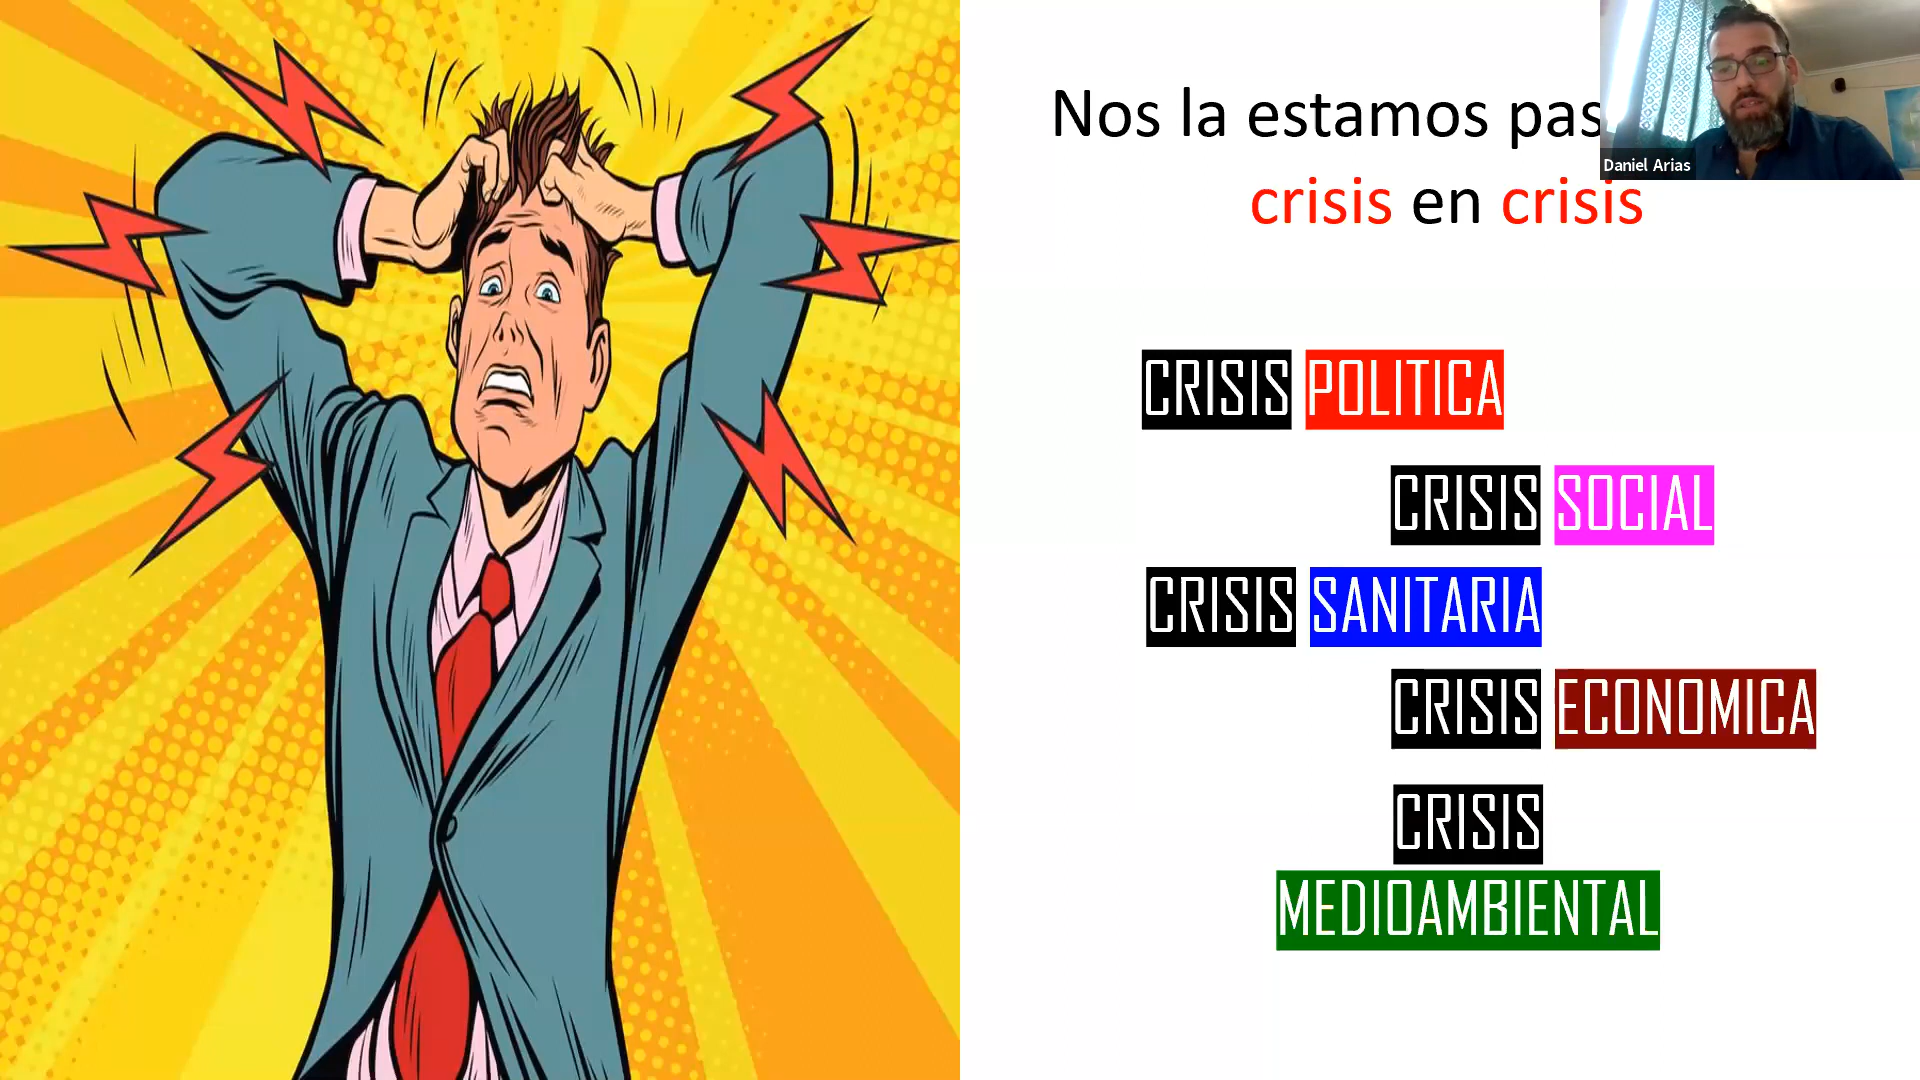 Nos la estamos pas
crisis en crisis
Daniel Arias
CRISIS POLITICA
CRISIS SOCIAL
CRISIS SANITARIA
CRISIS ECONOMICA
CRISIS
MEDIOAMBIENTAL